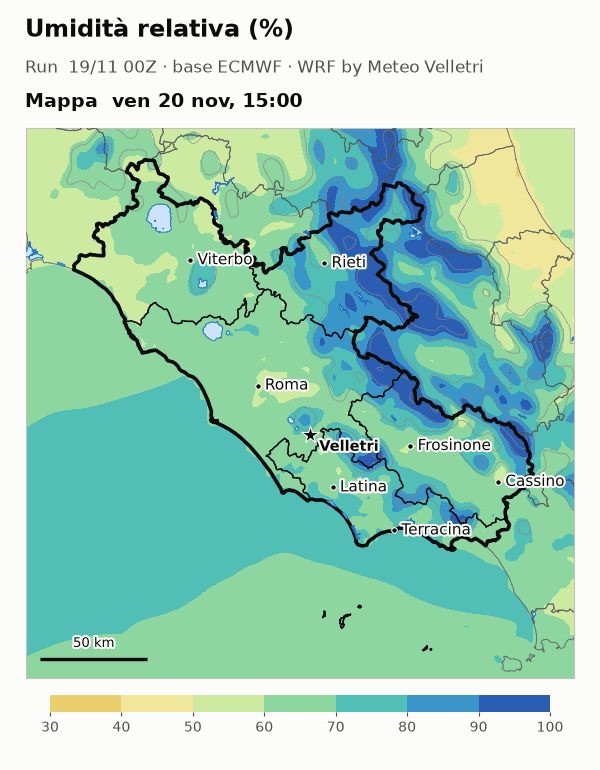 Umidità relativa (%)
Run  19/11 00Z · base ECMWF · WRF by Meteo Velletri
Mappa  ven 20 nov, 15:00
Viterbo
Rieti
Roma
Velletri
Frosinone
Cassino
Latina
Terracina
50 km
30 40 50 60 70 80 90 100